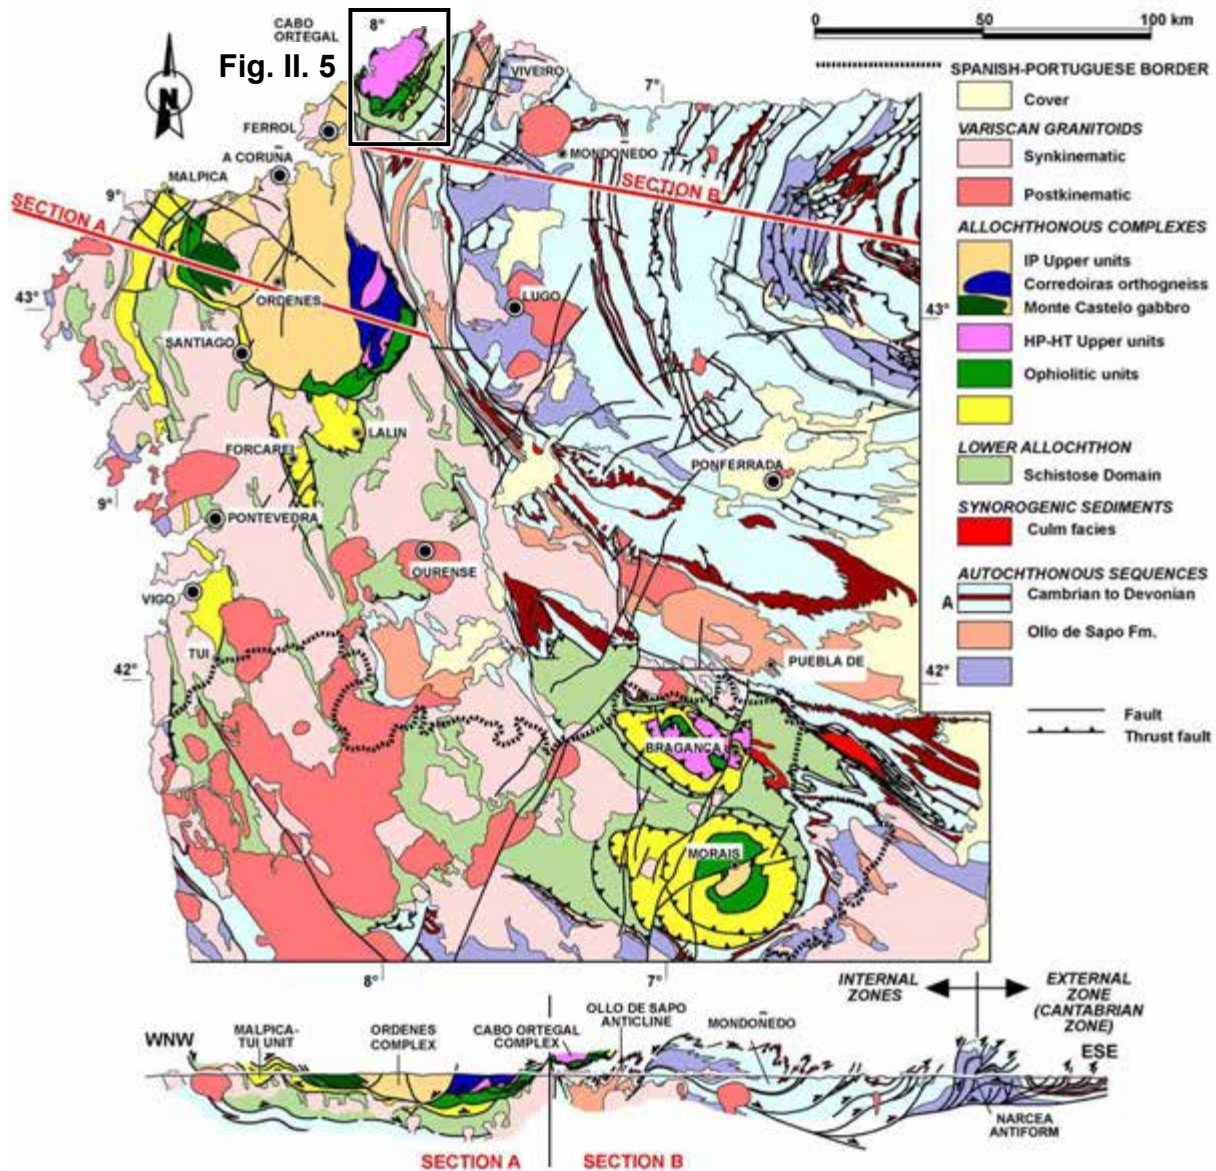 CABO
ORTEGAL
8°
Fig. II. 5
0 50 100 km
N
VIVEIRO
7°
FERROL
A CORUÑA
MONDOÑEDO
MALPICA
9°
SECTION A
SECTION B
ORDENES
43°
LUGO
43°
SANTIAGO
LALIN
FORCAREI
PONFERRADA
9°
PONTEVEDRA
OURENSE
VIGO
TUI
42°
PUEBLA DE
42°
BRAGANÇA
MORAIS
8°
7°
SPANISH-PORTUGUESE BORDER
Cover
VARISCAN GRANITOIDS
Synkinematic
Postkinematic
ALLOCHTHONOUS COMPLEXES
IP Upper units
Corredoiras orthogneiss
Monte Castelo gabbro
HP-HT Upper units
Ophiolitic units
LOWER ALLOCHTHON
Schistose Domain
SYNOROGENIC SEDIMENTS
Culm facies
AUTOCHTHONOUS SEQUENCES
A
Cambrian to Devonian
Ollo de Sapo Fm.
Fault
Thrust fault
INTERNAL
ZONES
EXTERNAL
ZONE
(CANTABRIAN
ZONE)
WNW
MALPICA-
TUI UNIT
ORDENES
COMPLEX
CABO ORTEGAL
COMPLEX
OLLO DE SAPO
ANTICLINE
MONDOÑEDO
ESE
NARCEA
ANTIFORM
SECTION A
SECTION B